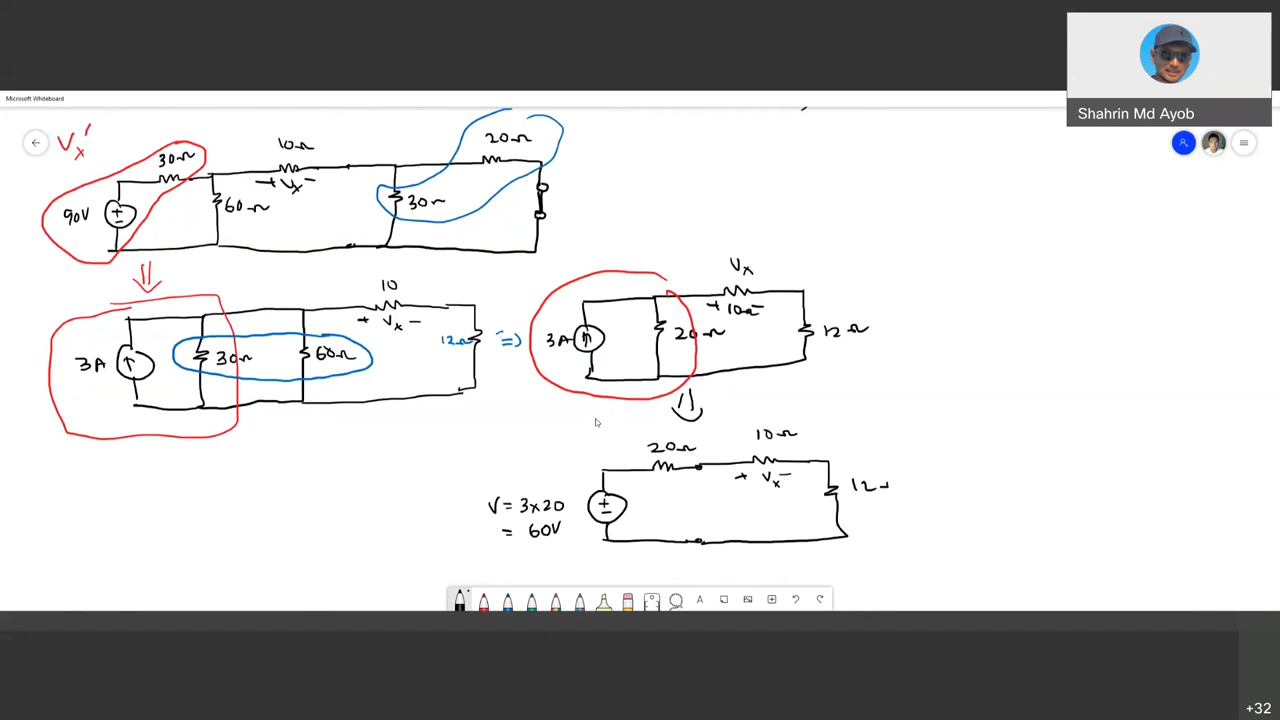 Shahrin Md Ayob
Microsoft Whiteboard
Vx'
30Ω
10Ω
20Ω
+ Vx −
90V
60Ω
30Ω
10
+ Vx −
3A
30Ω
60Ω
12Ω
⇒
Vx
+ 10Ω −
3A
20Ω
12Ω
20Ω
10Ω
+ Vx −
12
V = 3x20
= 60V
A
+32